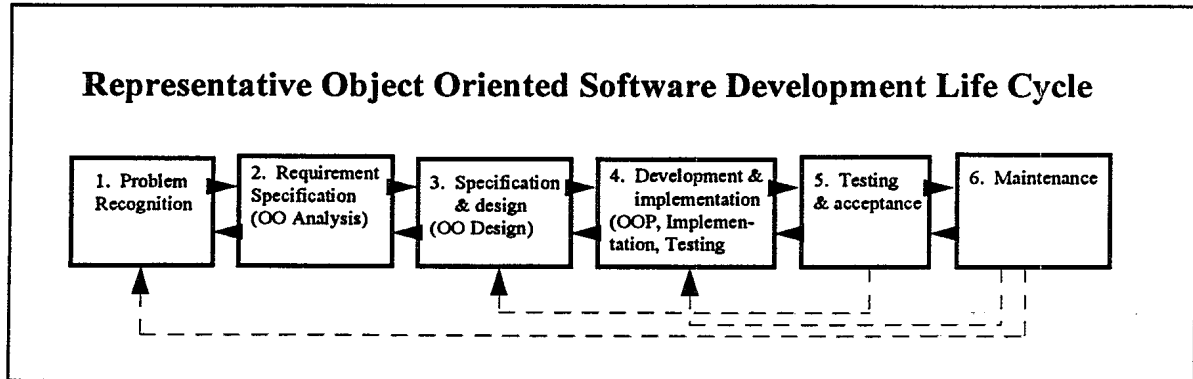 Representative Object Oriented Software Development Life Cycle
1. Problem
Recognition
2. Requirement
Specification
(OO Analysis)
3. Specification
& design
(OO Design)
4. Development &
implementation
(OOP, Implemen-
tation, Testing
5. Testing
& acceptance
6. Maintenance